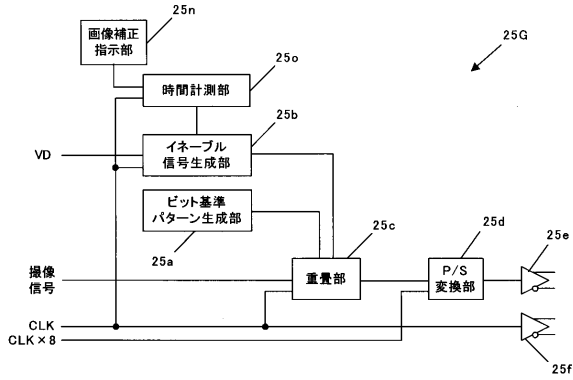 25n
画像補正
指示部
25G
25o
時間計測部
25b
イネーブル
信号生成部
VD
ビット基準
パターン生成部
25a
25c
25d
25e
撮像
信号
重畳部
P/S
変換部
CLK
CLK×8
25f